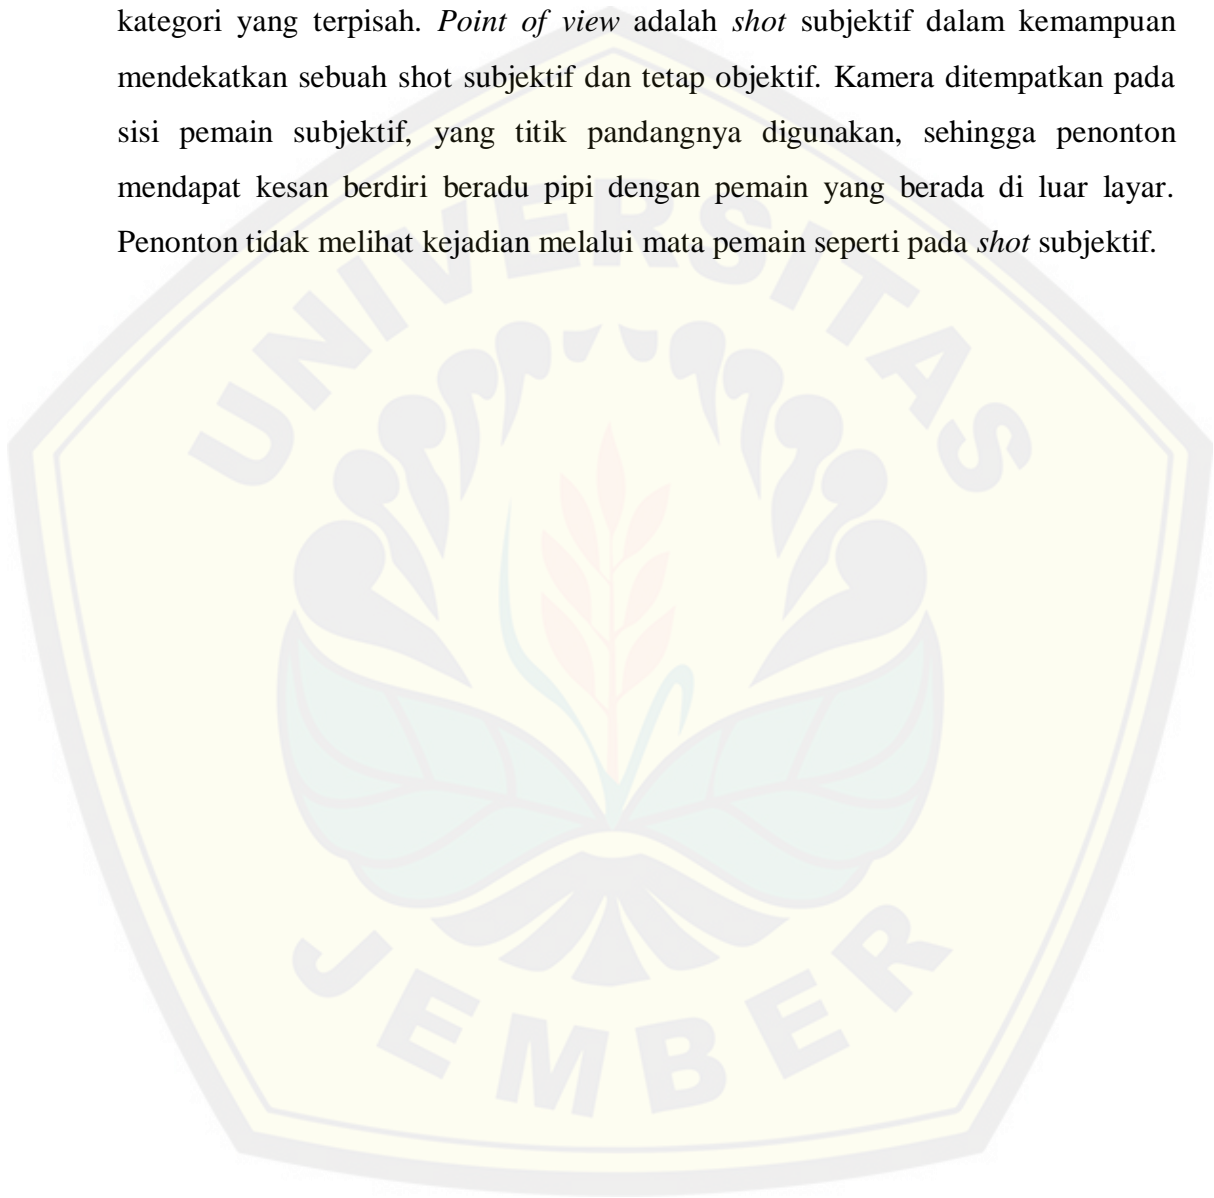 kategori yang terpisah. Point of view adalah shot subjektif dalam kemampuan
mendekatkan sebuah shot subjektif dan tetap objektif. Kamera ditempatkan pada
sisi pemain subjektif, yang titik pandangnya digunakan, sehingga penonton
mendapat kesan berdiri beradu pipi dengan pemain yang berada di luar layar.
Penonton tidak melihat kejadian melalui mata pemain seperti pada shot subjektif.
UNIVERSITAS
JEMBER